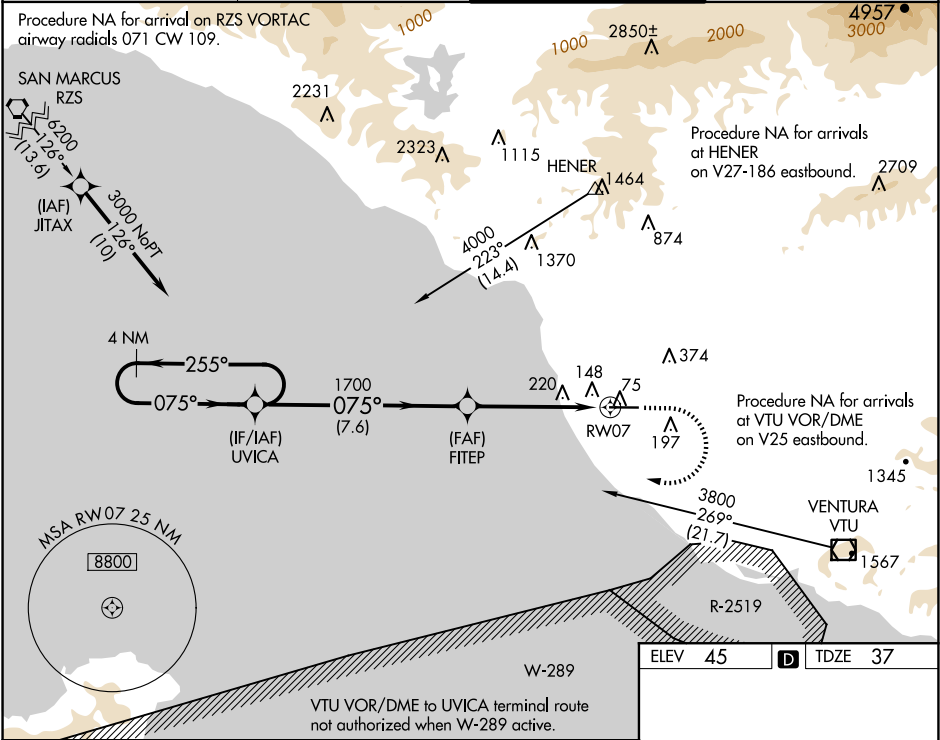 Procedure NA for arrival on RZS VORTAC
airway radials 071 CW 109.
1000
1000
2850±
2000
4957
3000
SAN MARCUS
RZS
6200
126°
(13.6)
(IAF)
JITAX
3000 NoPT
126°
(10)
2231
2323
1115
HENER
1464
Procedure NA for arrivals
at HENER
on V27-186 eastbound.
2709
874
4000
223°
(14.4)
1370
4 NM
255°
075°
(IF/IAF)
UVICA
1700
075°
(7.6)
(FAF)
FITEP
220
148
75
RW07
374
197
Procedure NA for arrivals
at VTU VOR/DME
on V25 eastbound.
1345
3800
269°
(21.7)
VENTURA
VTU
1567
MSA RW07 25 NM
8800
R-2519
W-289
VTU VOR/DME to UVICA terminal route
not authorized when W-289 active.
ELEV 45 D TDZE 37